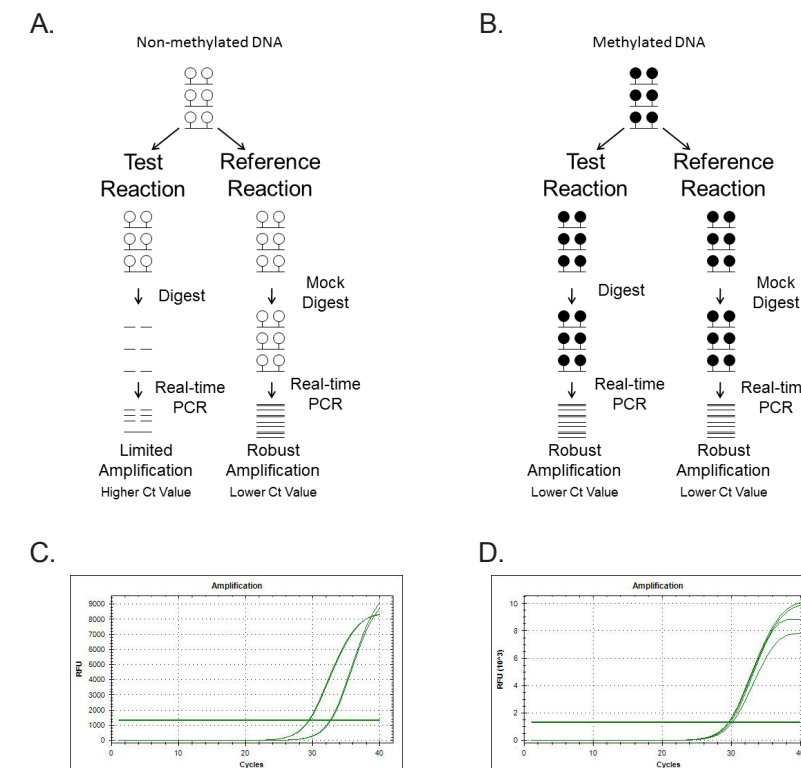 A.
Non-methylated DNA
Test
Reaction
Reference
Reaction
Digest
Mock
Digest
Real-time
PCR
Real-time
PCR
Limited
Amplification
Higher Ct Value
Robust
Amplification
Lower Ct Value
B.
Methylated DNA
Test
Reaction
Reference
Reaction
Digest
Mock
Digest
Real-time
PCR
Real-tim
PCR
Robust
Amplification
Lower Ct Value
Robust
Amplification
Lower Ct Value
C.
Amplification
RFU
9000
8000
7000
6000
5000
4000
3000
2000
1000
0
0 10 20 30 40
Cycles
D.
Amplification
RFU (10^3)
10
8
6
4
2
0
0 10 20 30 40
Cycles